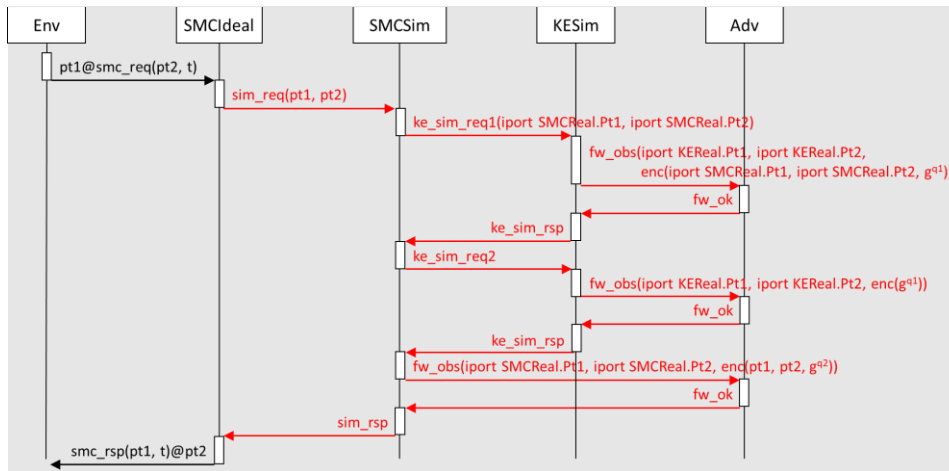 Env SMCIdeal SMCSim KESim Adv
pt1@smc_req(pt2, t)
sim_req(pt1, pt2)
ke_sim_req1(iport SMCReal.Pt1, iport SMCReal.Pt2)
fw_obs(iport KEReal.Pt1, iport KEReal.Pt2,
enc(iport SMCReal.Pt1, iport SMCReal.Pt2, g^q1)
fw_ok
ke_sim_rsp
ke_sim_req2
fw_obs(iport KEReal.Pt1, iport KEReal.Pt2, enc(g^q1))
fw_ok
ke_sim_rsp
fw_obs(iport SMCReal.Pt1, iport SMCReal.Pt2, enc(pt1, pt2, g^q2))
fw_ok
sim_rsp
smc_rsp(pt1, t)@pt2